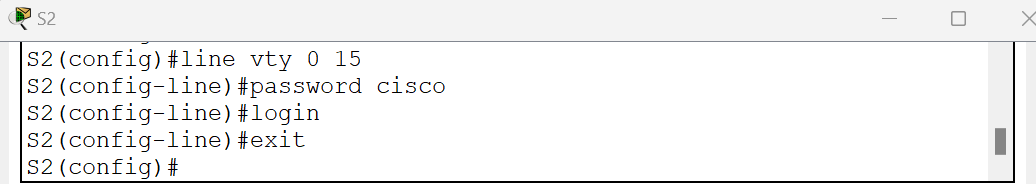 S2
S2(config)#line vty 0 15
S2(config-line)#password cisco
S2(config-line)#login
S2(config-line)#exit
S2(config)#